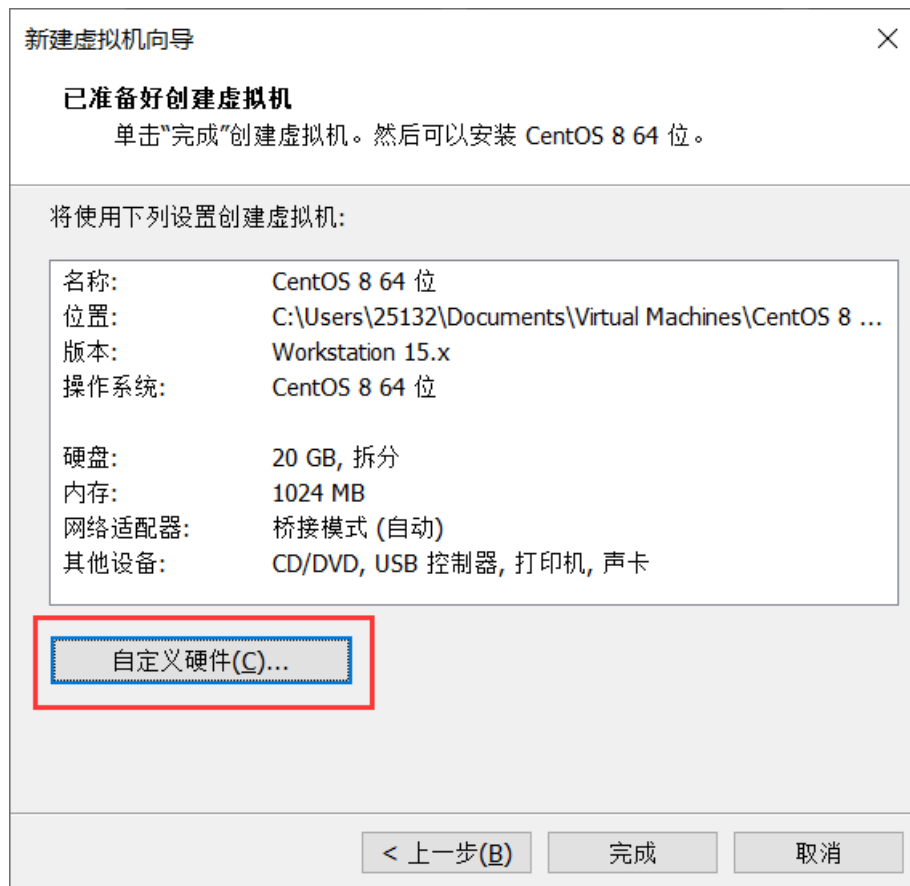 新建虚拟机向导
已准备好创建虚拟机
单击“完成”创建虚拟机。然后可以安装 CentOS 8 64 位。
将使用下列设置创建虚拟机:
名称: CentOS 8 64 位
位置: C:\Users\25132\Documents\Virtual Machines\CentOS 8 ...
版本: Workstation 15.x
操作系统: CentOS 8 64 位
硬盘: 20 GB, 拆分
内存: 1024 MB
网络适配器: 桥接模式 (自动)
其他设备: CD/DVD, USB 控制器, 打印机, 声卡
自定义硬件(C)...
< 上一步(B) 完成 取消